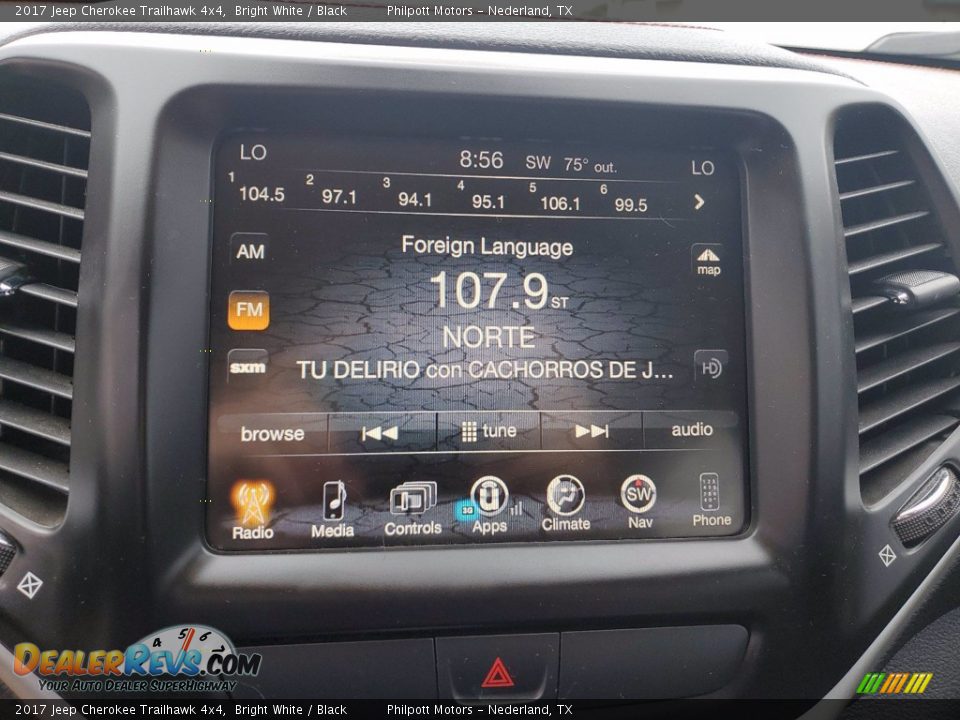 2017 Jeep Cherokee Trailhawk 4x4, Bright White / Black Philpott Motors - Nederland, TX
LO 8:56 SW 75° out. LO
1 104.5 2 97.1 3 94.1 4 95.1 5 106.1 6 99.5
AM
Foreign Language
map
FM
107.9 ST
NORTE
sxm
TU DELIRIO con CACHORROS DE J...
HD
browse tune audio
3G SW
Radio Media Controls Apps Climate Nav Phone
4 5 6
DEALERREVS.COM
YOUR AUTO DEALER SUPERHIGHWAY
2017 Jeep Cherokee Trailhawk 4x4, Bright White / Black Philpott Motors - Nederland, TX